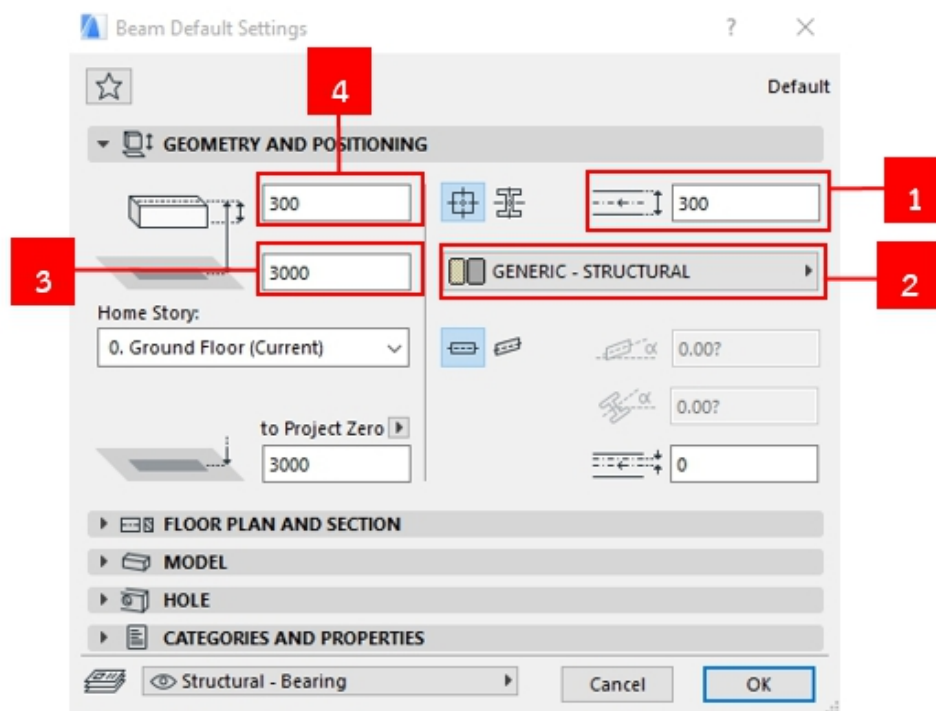 Beam Default Settings ? ×
4
Default
GEOMETRY AND POSITIONING
1
300
300
3
3000
GENERIC - STRUCTURAL
2
Home Story:
0. Ground Floor (Current)
α 0.00?
α 0.00?
to Project Zero
3000
0
FLOOR PLAN AND SECTION
MODEL
HOLE
CATEGORIES AND PROPERTIES
Structural - Bearing
Cancel
OK